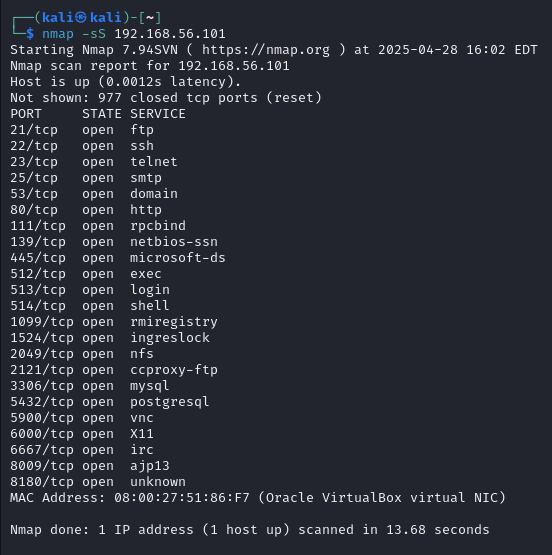 ┌──(kali㉿kali)-[~]
└─$ nmap -sS 192.168.56.101
Starting Nmap 7.94SVN ( https://nmap.org ) at 2025-04-28 16:02 EDT
Nmap scan report for 192.168.56.101
Host is up (0.0012s latency).
Not shown: 977 closed tcp ports (reset)
PORT     STATE SERVICE
21/tcp   open  ftp
22/tcp   open  ssh
23/tcp   open  telnet
25/tcp   open  smtp
53/tcp   open  domain
80/tcp   open  http
111/tcp  open  rpcbind
139/tcp  open  netbios-ssn
445/tcp  open  microsoft-ds
512/tcp  open  exec
513/tcp  open  login
514/tcp  open  shell
1099/tcp open  rmiregistry
1524/tcp open  ingreslock
2049/tcp open  nfs
2121/tcp open  ccproxy-ftp
3306/tcp open  mysql
5432/tcp open  postgresql
5900/tcp open  vnc
6000/tcp open  X11
6667/tcp open  irc
8009/tcp open  ajp13
8180/tcp open  unknown
MAC Address: 08:00:27:51:86:F7 (Oracle VirtualBox virtual NIC)

Nmap done: 1 IP address (1 host up) scanned in 13.68 seconds